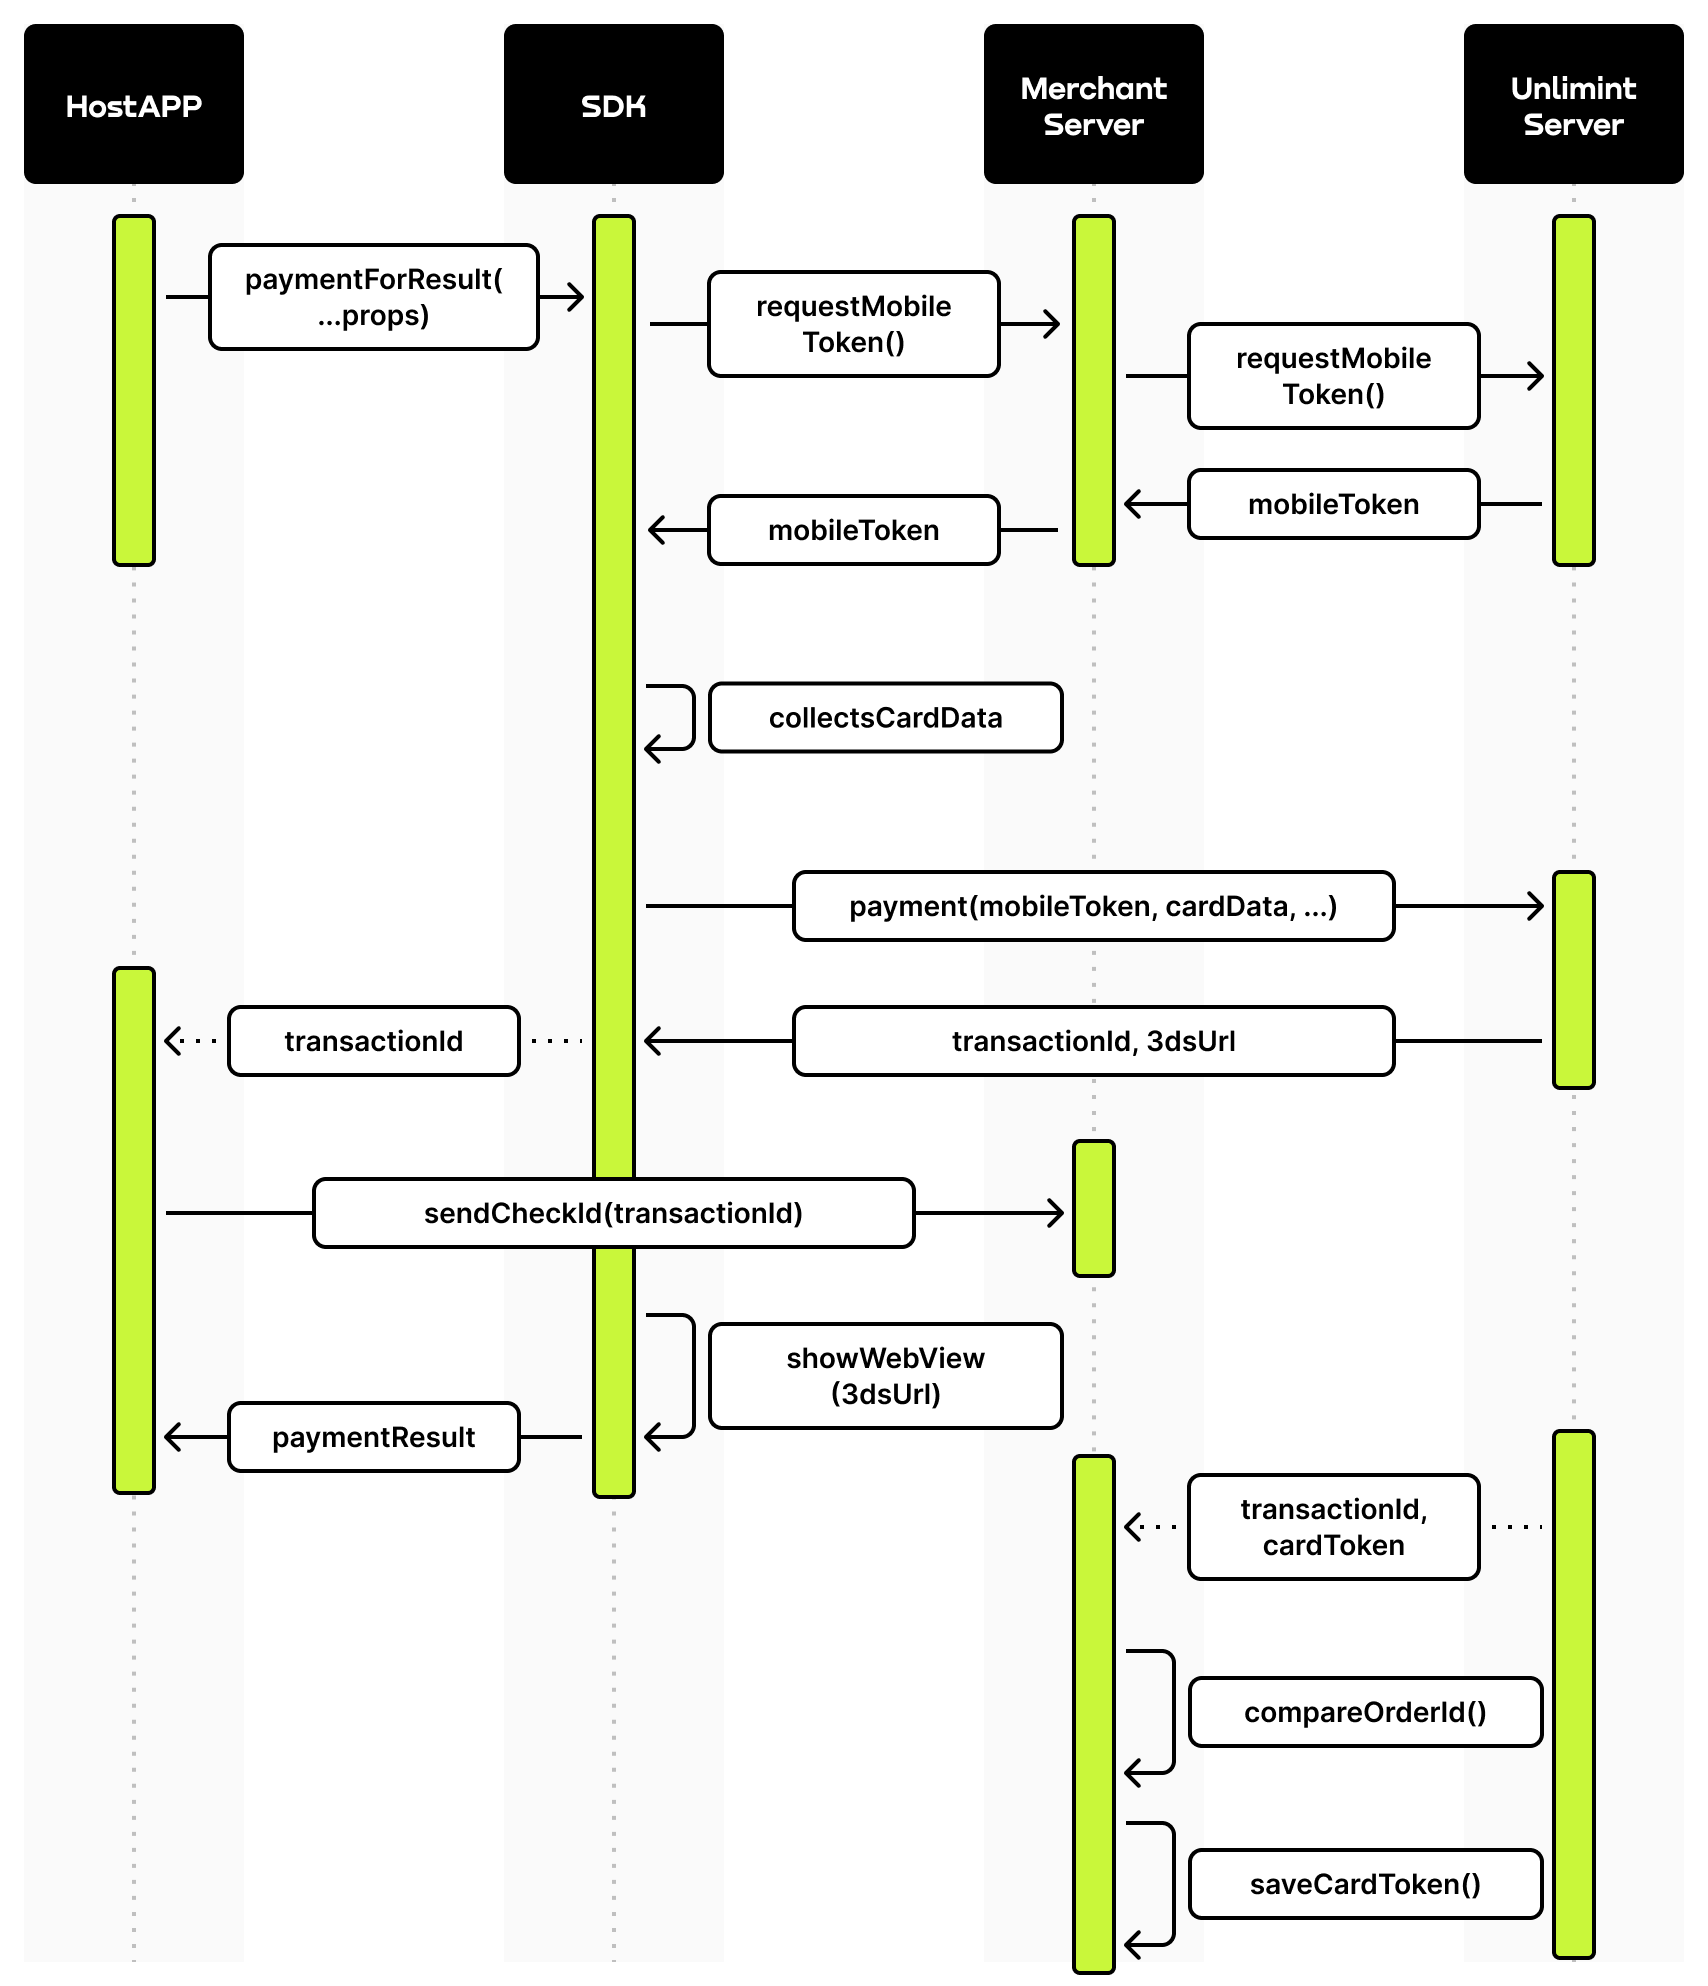 HostAPP
SDK
Merchant
Server
Unlimint
Server
paymentForResult(
...props)
requestMobile
Token()
requestMobile
Token()
mobileToken
mobileToken
collectsCardData
payment(mobileToken, cardData, ...)
transactionId
transactionId, 3dsUrl
sendCheckId(transactionId)
showWebView
(3dsUrl)
paymentResult
transactionId,
cardToken
compareOrderId()
saveCardToken()